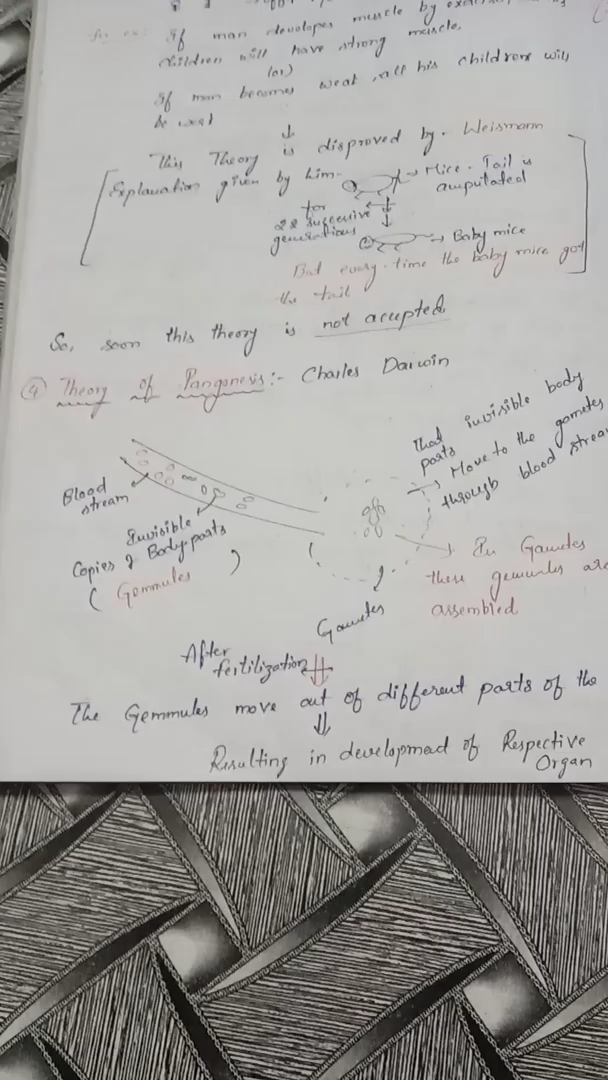 If man developes muscle by
children will have strong muscle.
(or)
If man becomes weak, all his childrens will
be weak
This Theory is disproved by - Weismann
Explanation given by him-
Mice - Tail is
amputated
for
22 successive
generations
Baby mice
But every-time the baby mice got
the tail
So, soon this theory is not accepted
④ Theory of Pangenesis:- Charles Darwin
Blood
stream
Invisible
Copies of Body parts
( Gemmules )
That invisible body
parts Move to the gametes
through blood stream
In Gametes
these gemmules are
assembled
Gametes
After
fertilization
The Gemmules move out of different parts of the
Resulting in developmed of Respective
Organ